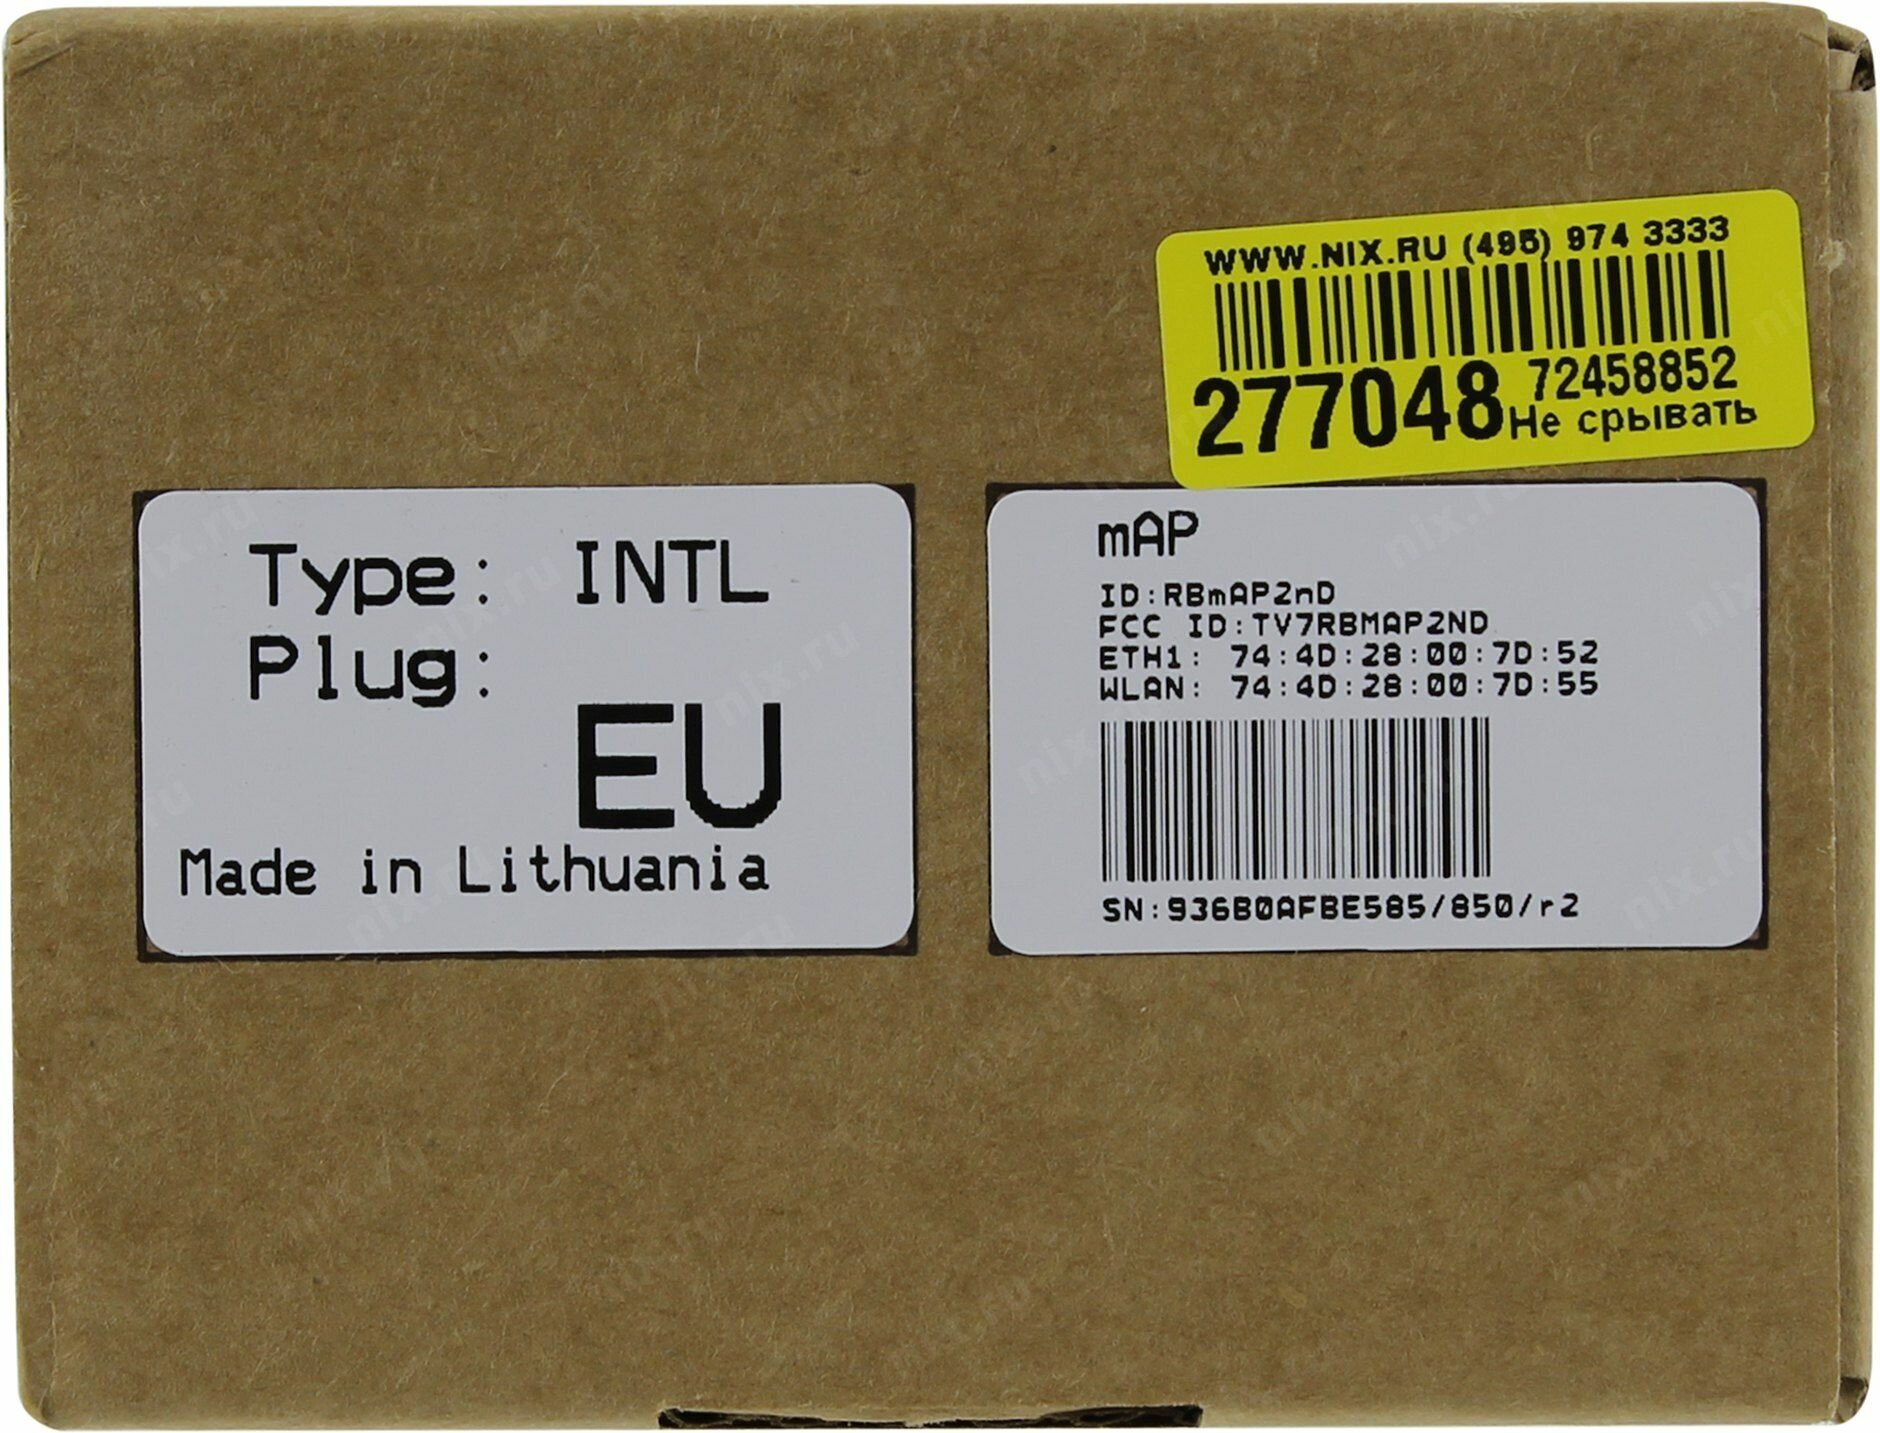 WWW.NIX.RU (495) 974 3333
277048 72458852
Не срывать
Type: INTL
Plug:
EU
Made in Lithuania
mAP
ID:RBmAP2nD
FCC ID:TV7RBMAP2ND
ETH1: 74:4D:28:00:7D:52
WLAN: 74:4D:28:00:7D:55
SN:936B0AFBE585/850/r2